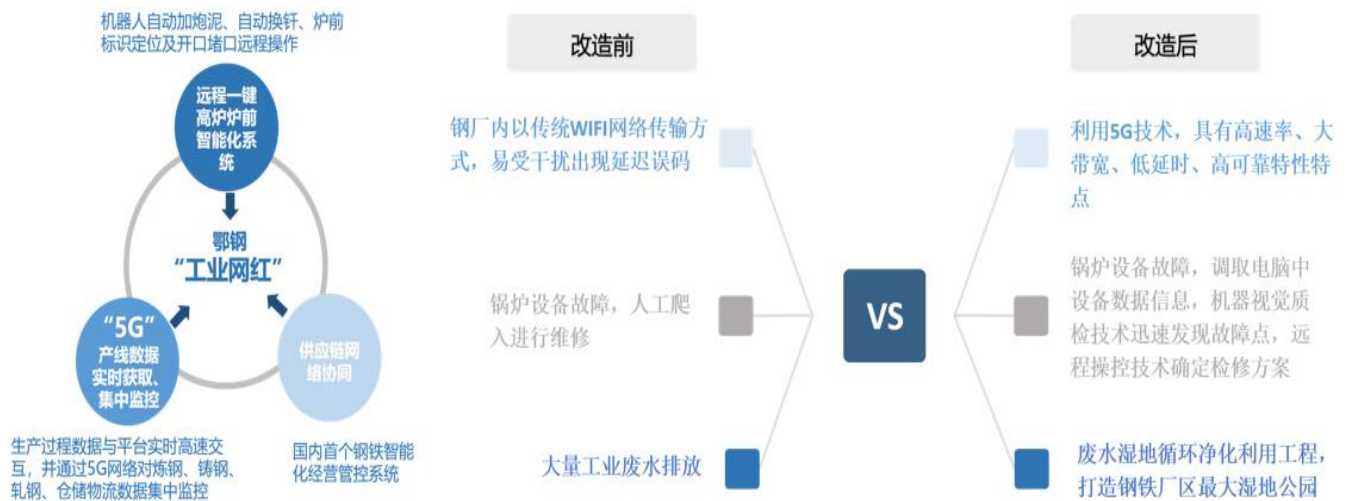 机器人自动加炮泥、自动换钎、炉前
标识定位及开口堵口远程操作
远程一键
高炉炉前
智能化系
统
鄂钢
“工业网红”
“5G”
产线数据
实时获取、
集中监控
供应链网
络协同
生产过程数据与平台实时高速交
互，并通过5G网络对炼钢、铸钢、
轧钢、仓储物流数据集中监控
国内首个钢铁智能
化经营管控系统
改造前
钢厂内以传统WIFI网络传输方
式，易受干扰出现延迟误码
锅炉设备故障，人工爬
入进行维修
大量工业废水排放
VS
改造后
利用5G技术，具有高速率、大
带宽、低延时、高可靠特性特
点
锅炉设备故障，调取电脑中
设备数据信息，机器视觉质
检技术迅速发现故障点，远
程操控技术确定检修方案
废水湿地循环净化利用工程，
打造钢铁厂区最大湿地公园